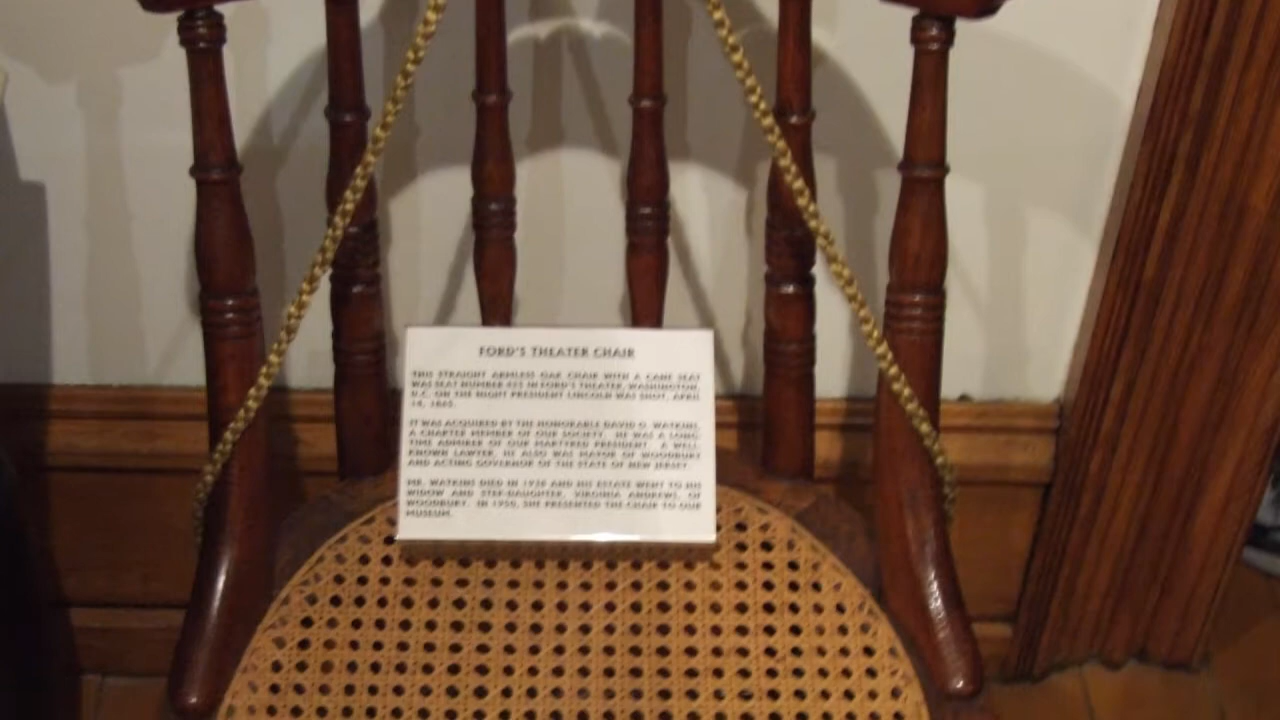 FORD'S THEATER CHAIR
THIS STRAIGHT ARMLESS OAK CHAIR WITH A CANE SEAT
WAS SEAT NUMBER IN FORD'S THEATER, WASHINGTON,
D.C. ON THE NIGHT PRESIDENT LINCOLN WAS SHOT, APRIL
14, 1865.
IT WAS ACQUIRED BY THE HONORABLE DAVID O. WATKINS,
A CHARTER MEMBER OF OUR SOCIETY. HE WAS A LONG-
TIME ADMIRER OF OUR MARTYRED PRESIDENT. A WELL-
KNOWN LAWYER, HE ALSO WAS MAYOR OF WOODBURY
AND ACTING GOVERNOR OF THE STATE OF NEW JERSEY.
MR. WATKINS DIED IN AND HIS ESTATE WENT TO HIS
WIDOW AND STEP-DAUGHTER, VIRGINIA ANDREWS, OF
WOODBURY. IN 1950, SHE PRESENTED THE CHAIR TO OUR
MUSEUM.